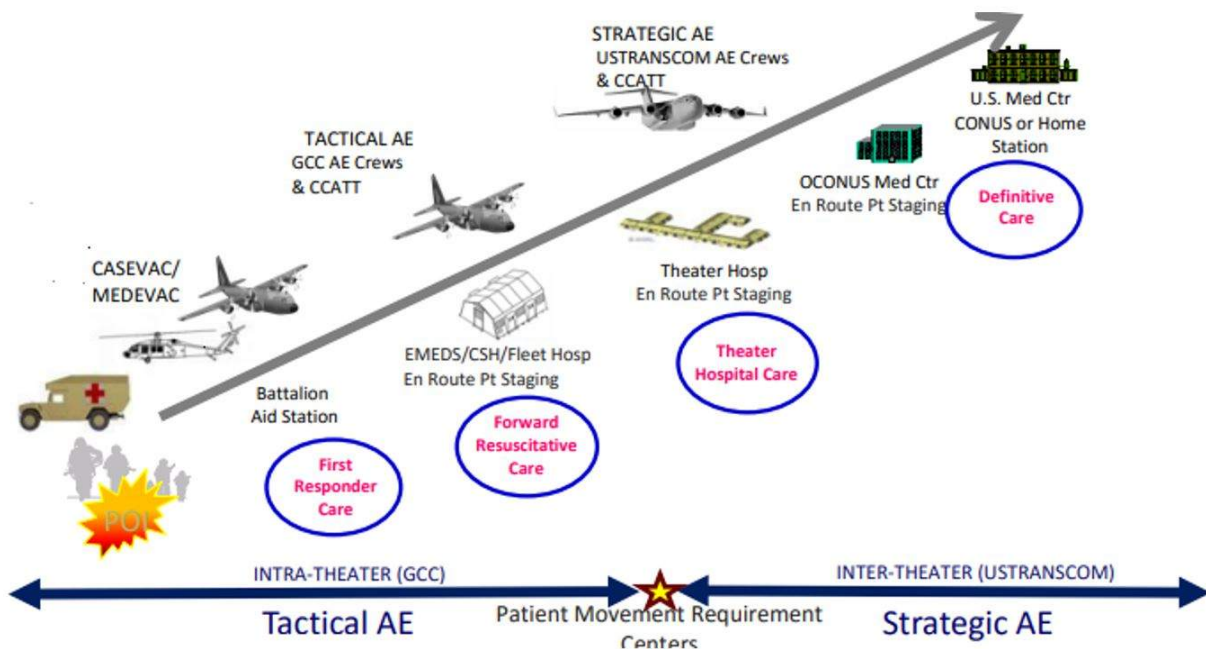 STRATEGIC AE
USTRANSCOM AE Crews
& CCATT
U.S. Med Ctr
CONUS or Home
Station
TACTICAL AE
GCC AE Crews
& CCATT
OCONUS Med Ctr
En Route Pt Staging
Definitive
Care
CASEVAC/
MEDEVAC
Theater Hosp
En Route Pt Staging
EMEDS/CSH/Fleet Hosp
En Route Pt Staging
Theater
Hospital Care
Battalion
Aid Station
Forward
Resuscitative
Care
First
Responder
Care
POI
INTRA-THEATER (GCC)
INTER-THEATER (USTRANSCOM)
Tactical AE
Patient Movement Requirement
Centers
Strategic AE